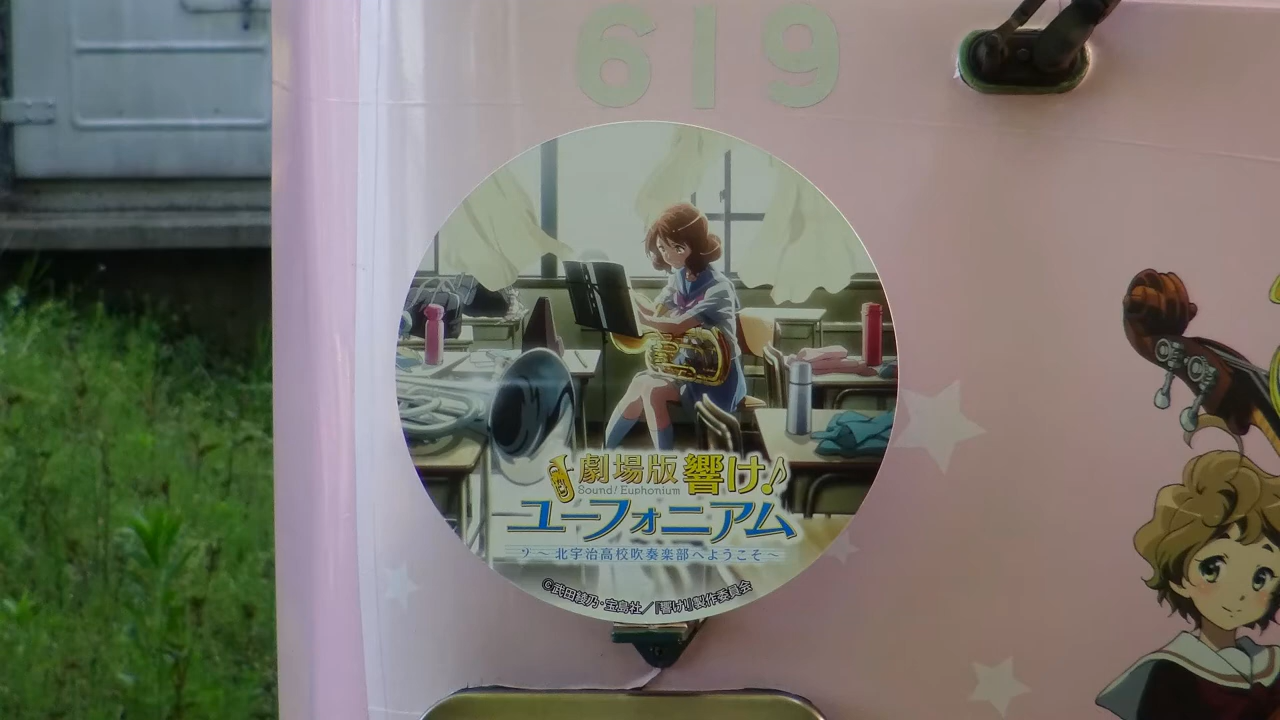 619
劇場版 響け!
Sound! Euphonium
ユーフォニアム
～北宇治高校吹奏楽部へようこそ～
©武田綾乃・宝島社／『響け!』製作委員会